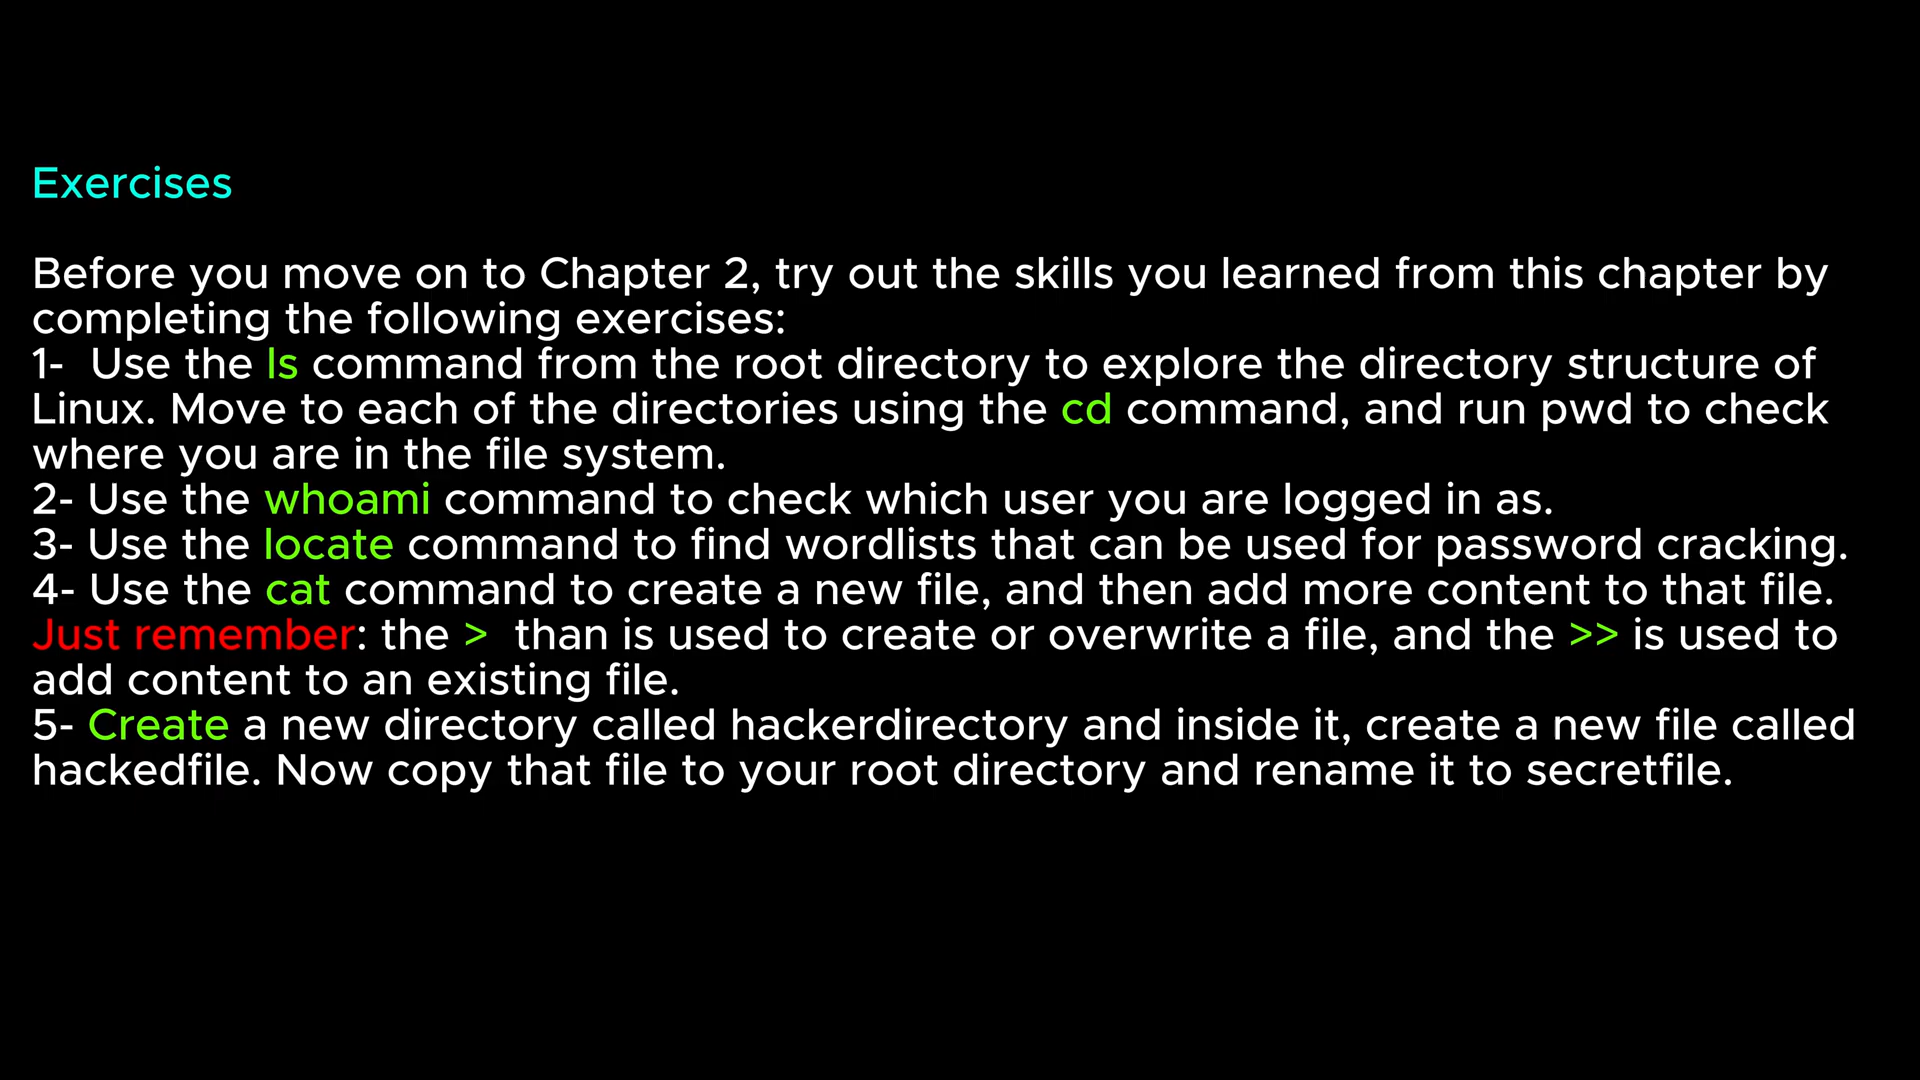 Exercises
Before you move on to Chapter 2, try out the skills you learned from this chapter by
completing the following exercises:
1-  Use the ls command from the root directory to explore the directory structure of
Linux. Move to each of the directories using the cd command, and run pwd to check
where you are in the file system.
2- Use the whoami command to check which user you are logged in as.
3- Use the locate command to find wordlists that can be used for password cracking.
4- Use the cat command to create a new file, and then add more content to that file.
Just remember: the >  than is used to create or overwrite a file, and the >> is used to
add content to an existing file.
5- Create a new directory called hackerdirectory and inside it, create a new file called
hackedfile. Now copy that file to your root directory and rename it to secretfile.